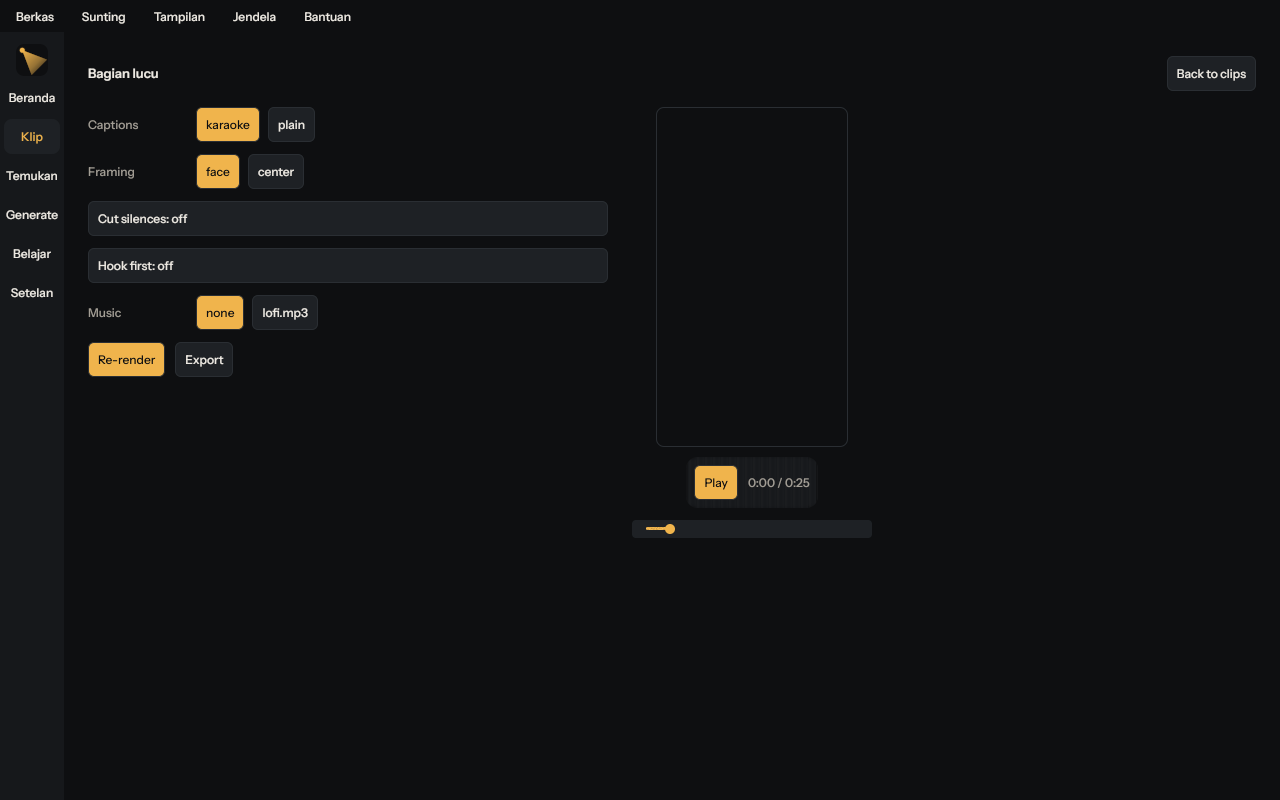 Berkas Sunting Tampilan Jendela Bantuan
Beranda
Klip
Temukan
Generate
Belajar
Setelan
Bagian lucu
Back to clips
Captions karaoke plain
Framing face center
Cut silences: off
Hook first: off
Music none lofi.mp3
Re-render Export
Play 0:00 / 0:25